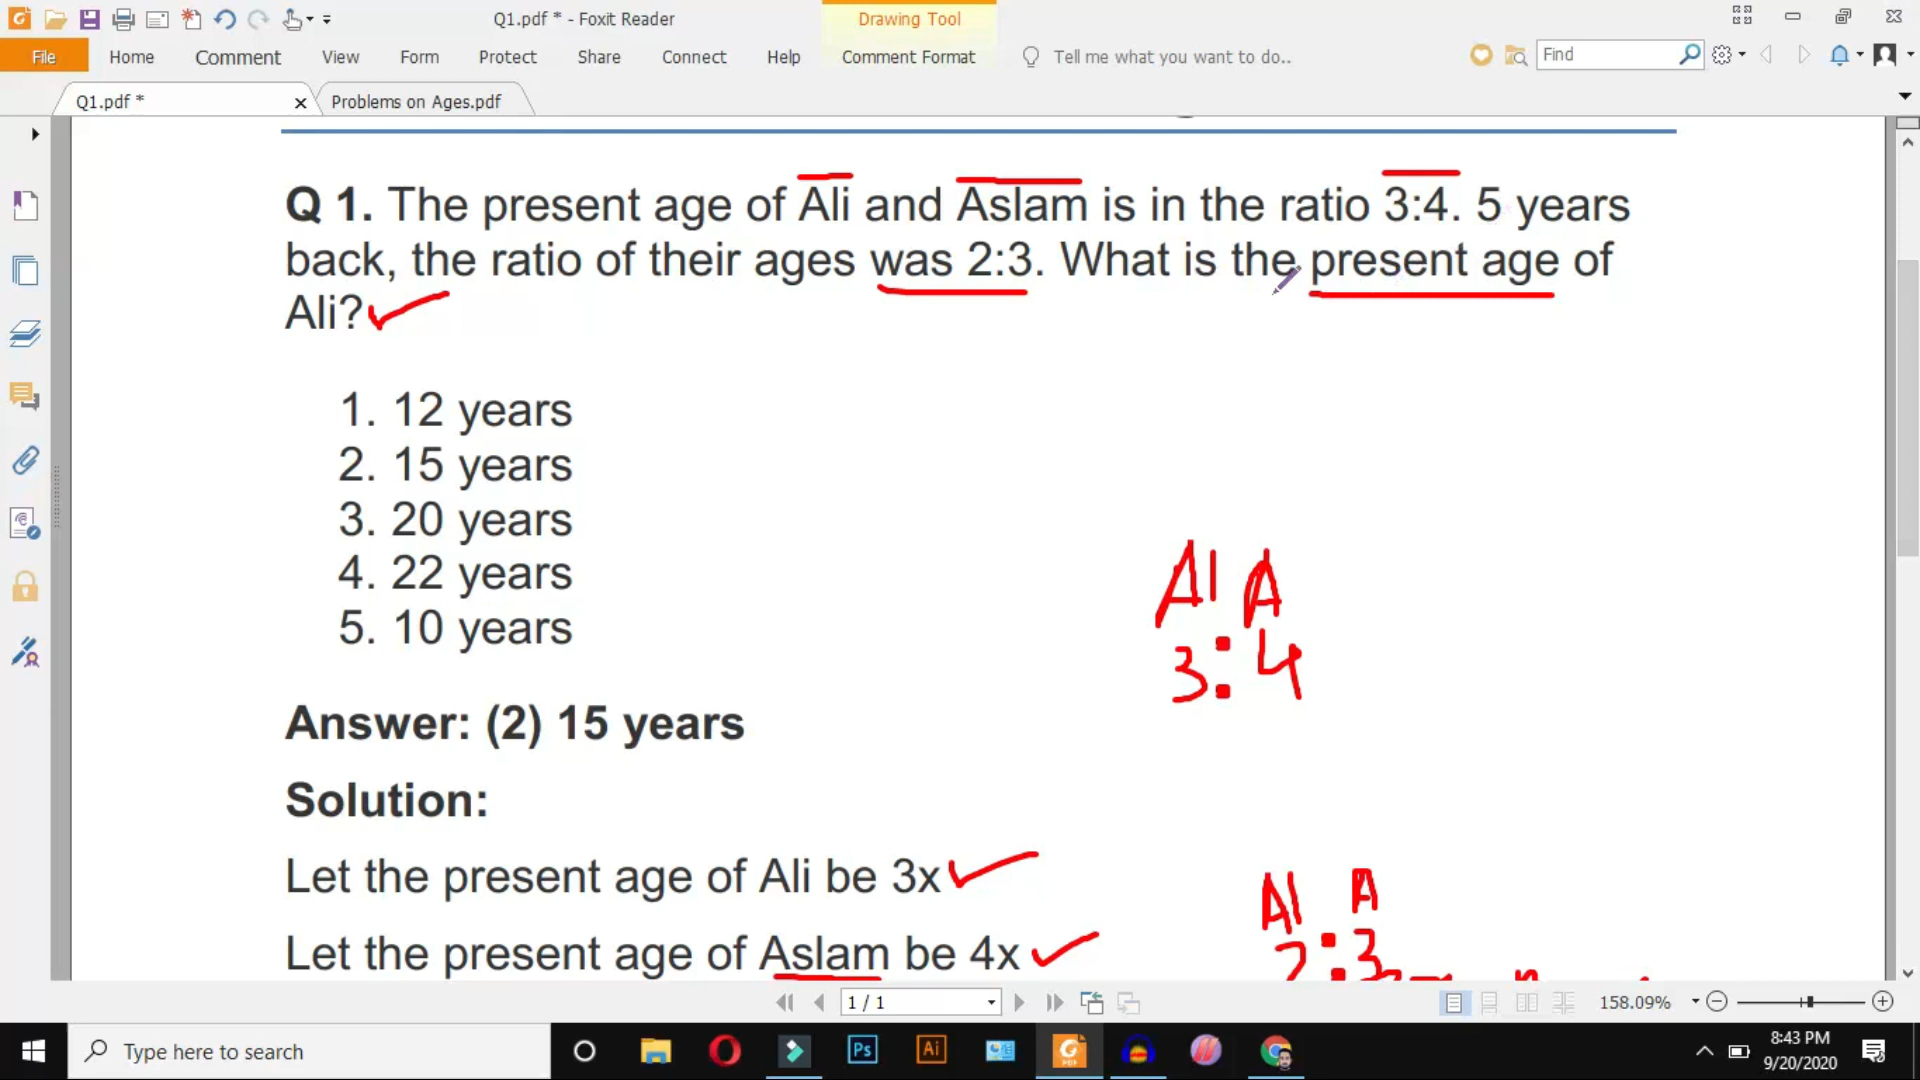 Q1.pdf * - Foxit Reader
Drawing Tool
File Home Comment View Form Protect Share Connect Help Comment Format Tell me what you want to do.. Find
Q1.pdf * Problems on Ages.pdf
Q 1. The present age of Ali and Aslam is in the ratio 3:4. 5 years
back, the ratio of their ages was 2:3. What is the present age of
Ali?
1. 12 years
2. 15 years
3. 20 years
4. 22 years
5. 10 years
Al A
3:4
Answer: (2) 15 years
Solution:
Let the present age of Ali be 3x
Al A
Let the present age of Aslam be 4x
2:3
1 / 1
158.09%
Type here to search
Ps
Ai
8:43 PM
9/20/2020